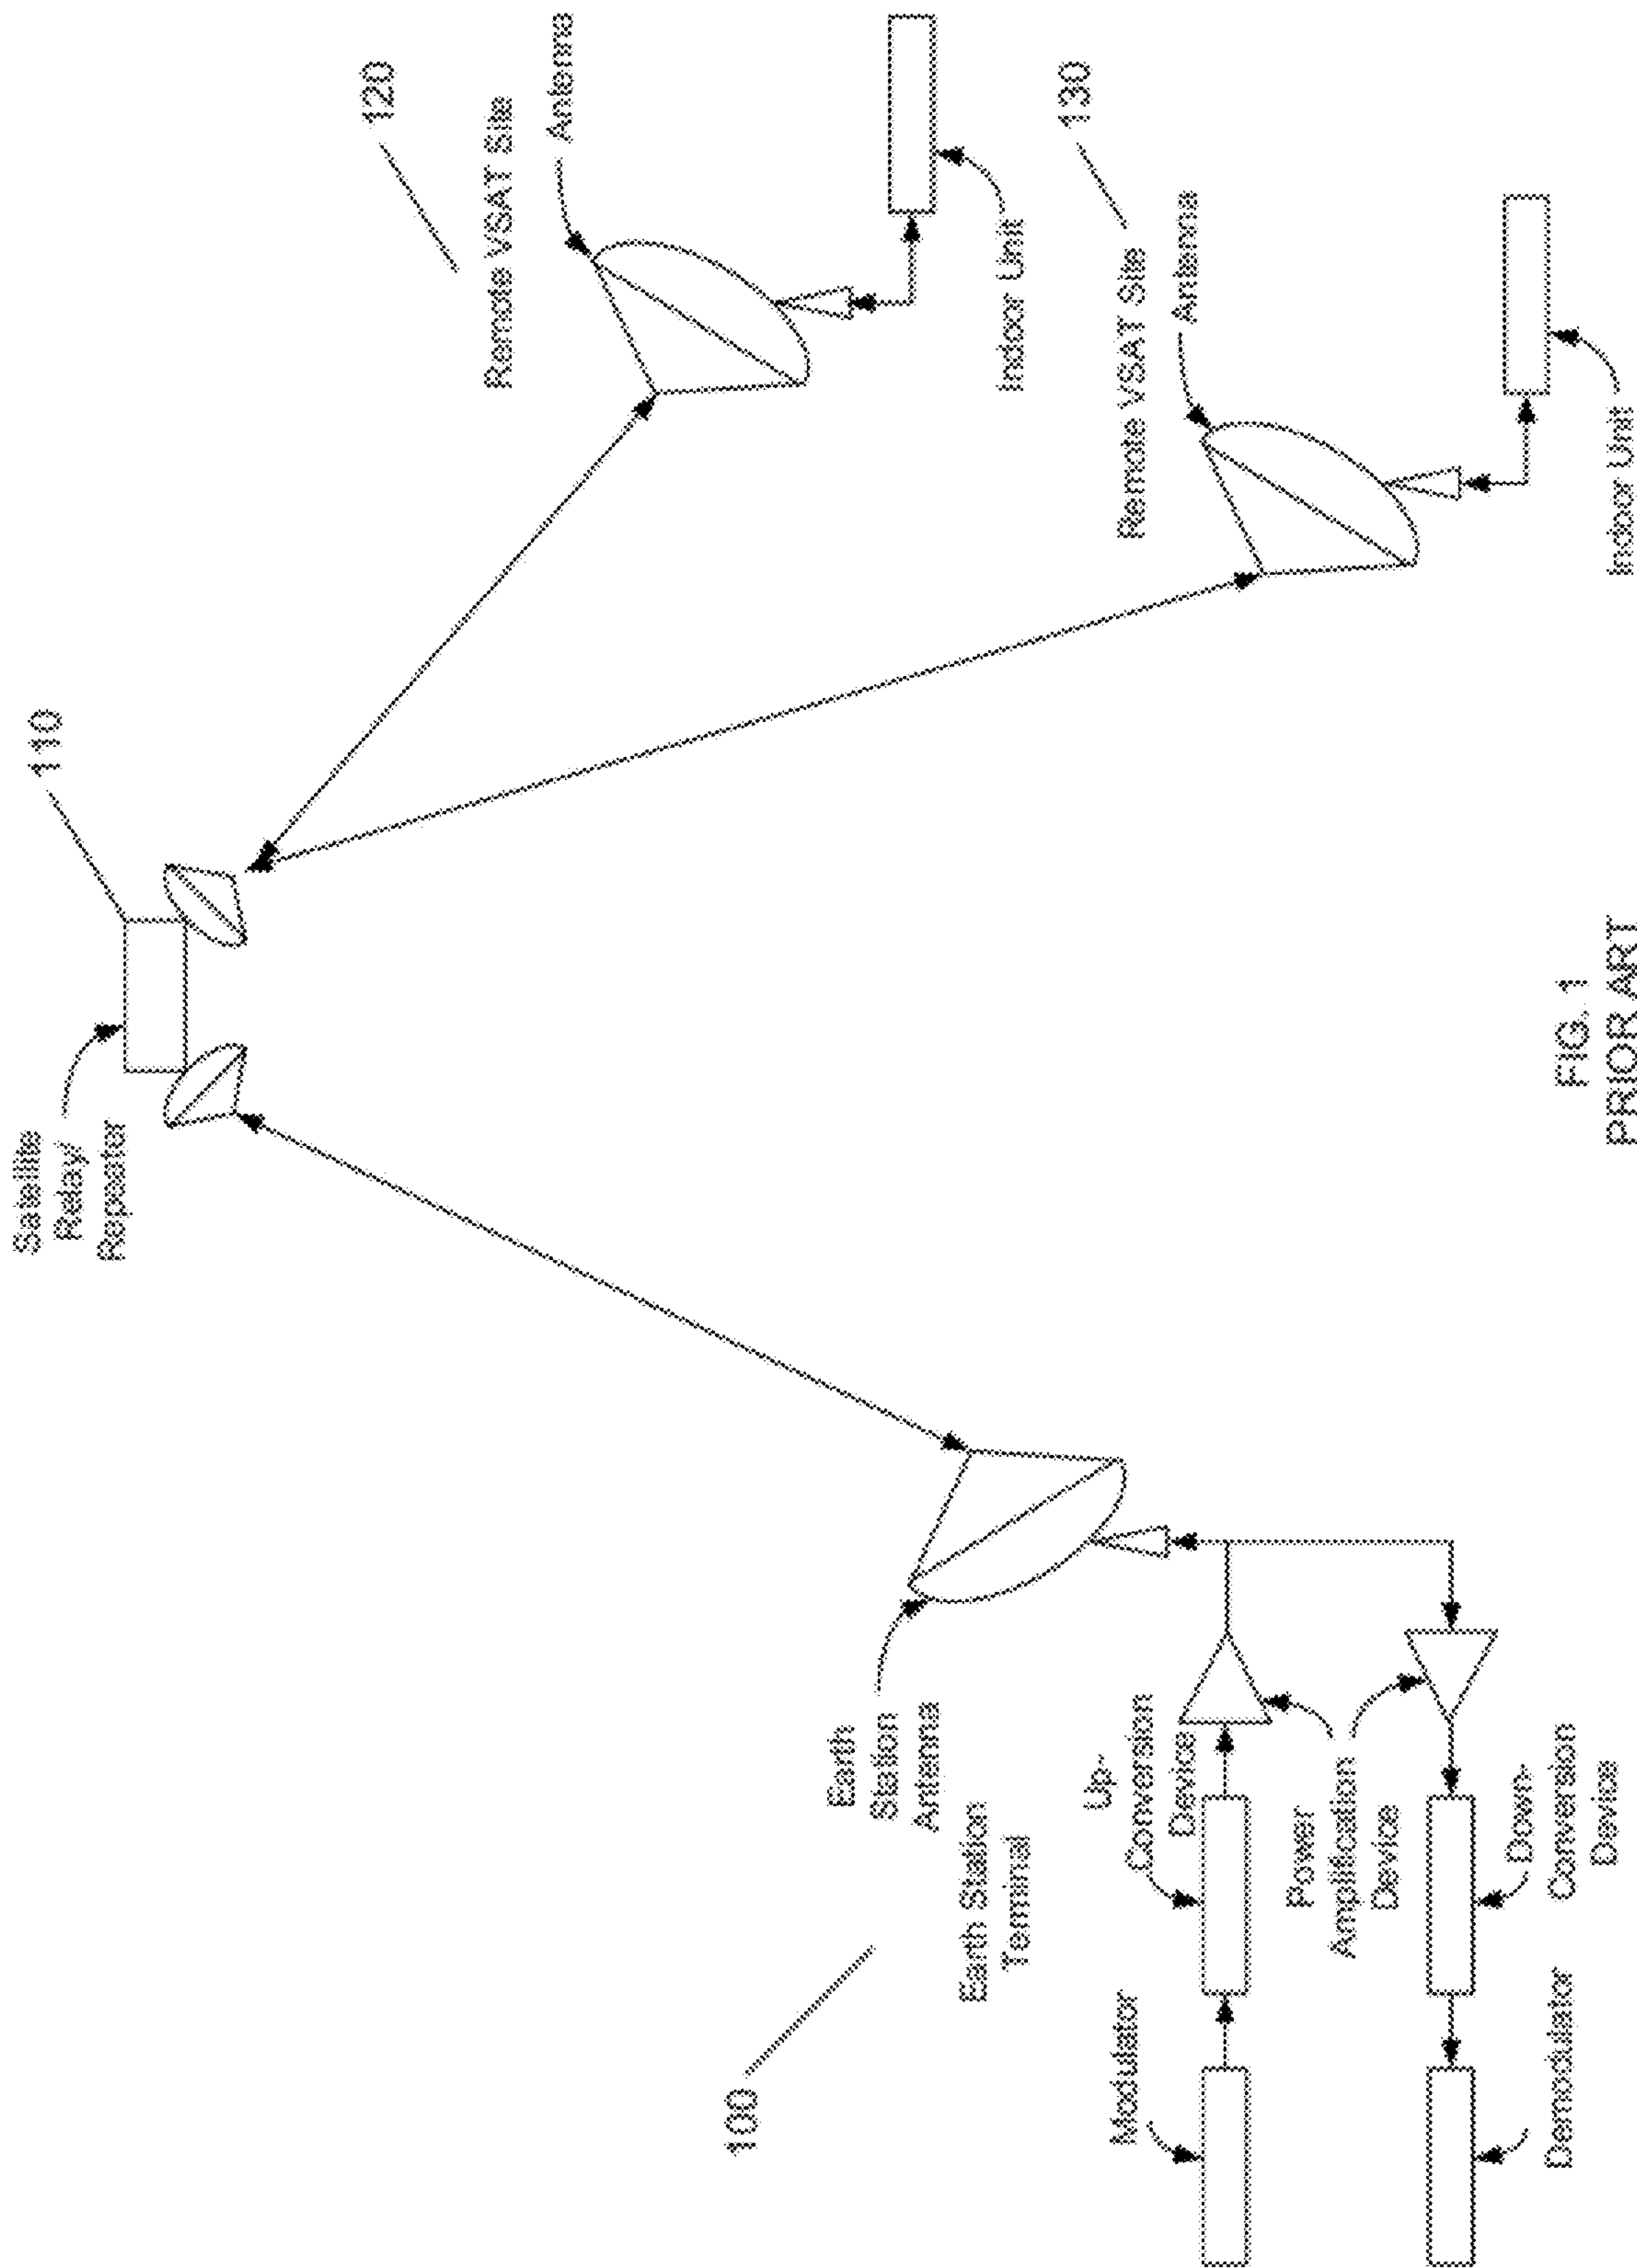 Satellite
Relay/
Repeater
110
120
Remote VSAT Site
Antenna
Indoor Unit
130
Remote VSAT Site
Antenna
Indoor Unit
Earth
Station
Antenna
100
Earth Station
Terminal
Modulator
Up-
Conversion
Device
Power
Amplification
Device
Down-
Conversion
Device
Demodulator
FIG. 1
PRIOR ART